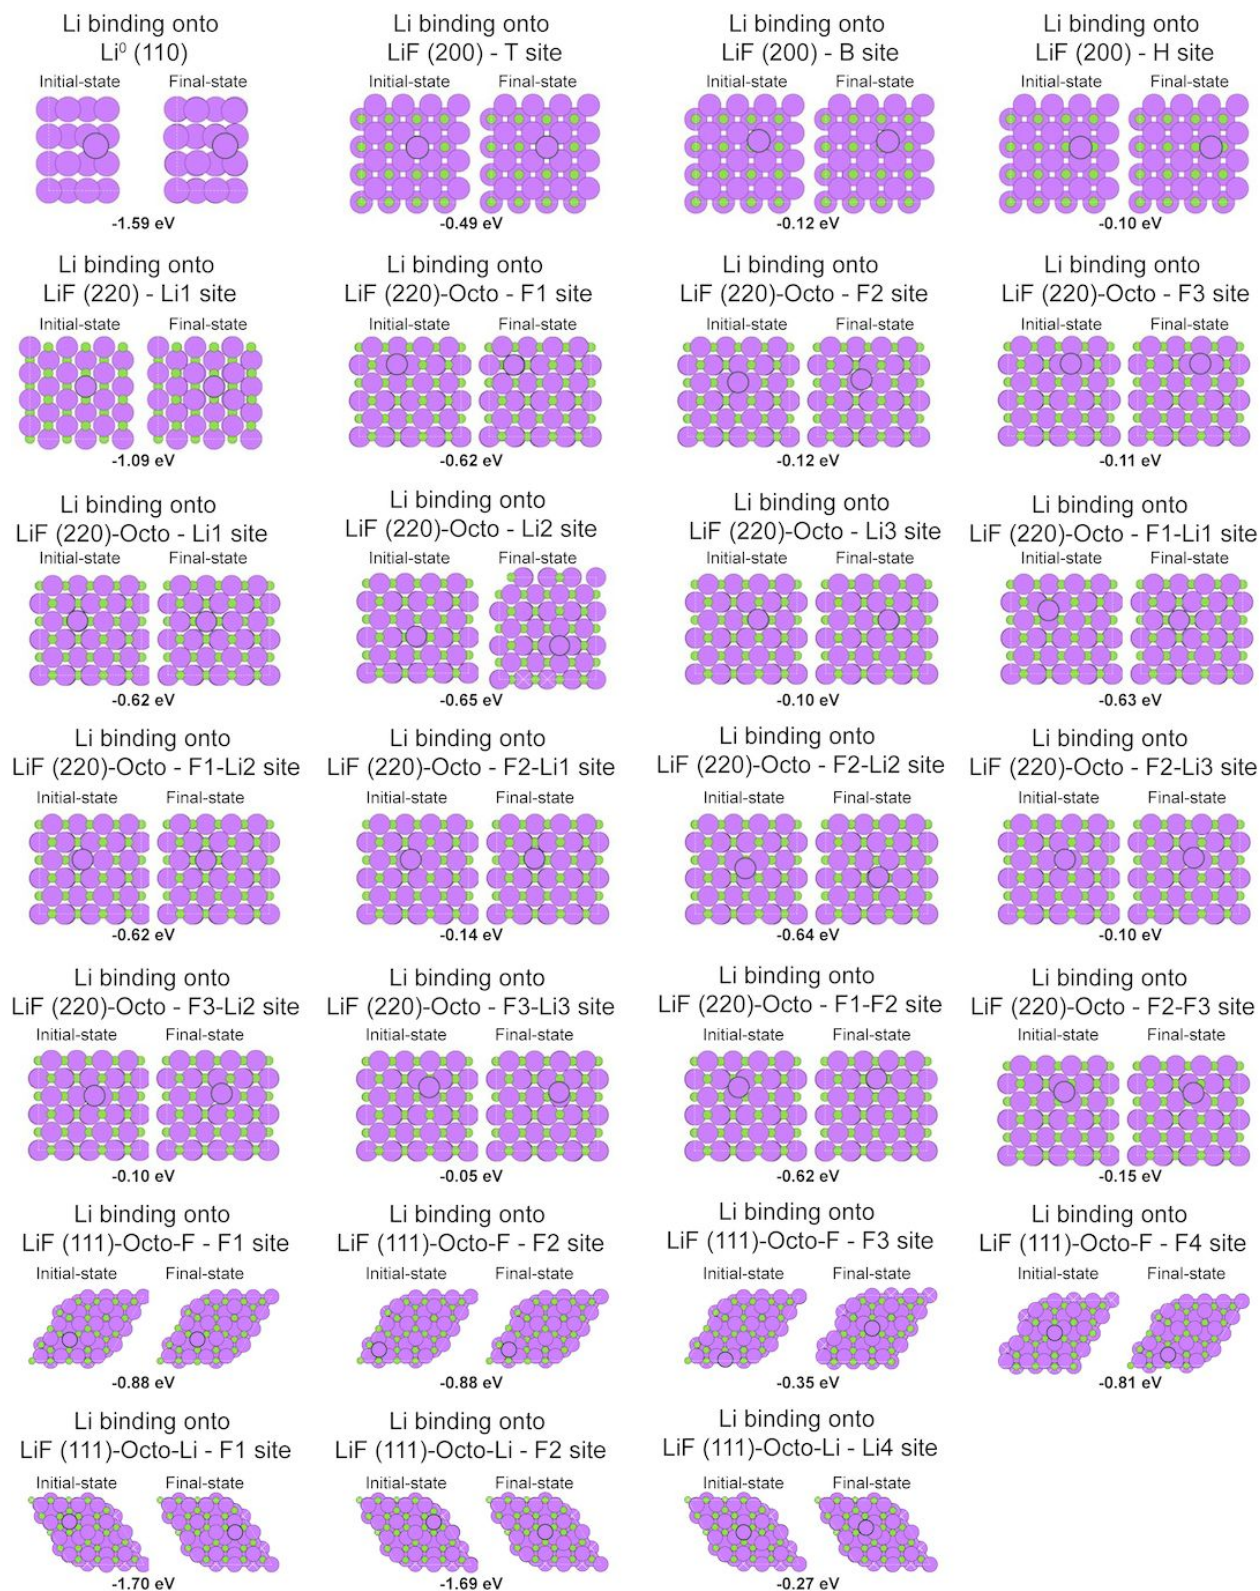 Li binding onto
Li⁰ (110)
Initial-state Final-state
-1.59 eV
Li binding onto
LiF (200) - T site
Initial-state Final-state
-0.49 eV
Li binding onto
LiF (200) - B site
Initial-state Final-state
-0.12 eV
Li binding onto
LiF (200) - H site
Initial-state Final-state
-0.10 eV
Li binding onto
LiF (220) - Li1 site
Initial-state Final-state
-1.09 eV
Li binding onto
LiF (220)-Octo - F1 site
Initial-state Final-state
-0.62 eV
Li binding onto
LiF (220)-Octo - F2 site
Initial-state Final-state
-0.12 eV
Li binding onto
LiF (220)-Octo - F3 site
Initial-state Final-state
-0.11 eV
Li binding onto
LiF (220)-Octo - Li1 site
Initial-state Final-state
-0.62 eV
Li binding onto
LiF (220)-Octo - Li2 site
Initial-state Final-state
-0.65 eV
Li binding onto
LiF (220)-Octo - Li3 site
Initial-state Final-state
-0.10 eV
Li binding onto
LiF (220)-Octo - F1-Li1 site
Initial-state Final-state
-0.63 eV
Li binding onto
LiF (220)-Octo - F1-Li2 site
Initial-state Final-state
-0.62 eV
Li binding onto
LiF (220)-Octo - F2-Li1 site
Initial-state Final-state
-0.14 eV
Li binding onto
LiF (220)-Octo - F2-Li2 site
Initial-state Final-state
-0.64 eV
Li binding onto
LiF (220)-Octo - F2-Li3 site
Initial-state Final-state
-0.10 eV
Li binding onto
LiF (220)-Octo - F3-Li2 site
Initial-state Final-state
-0.10 eV
Li binding onto
LiF (220)-Octo - F3-Li3 site
Initial-state Final-state
-0.05 eV
Li binding onto
LiF (220)-Octo - F1-F2 site
Initial-state Final-state
-0.62 eV
Li binding onto
LiF (220)-Octo - F2-F3 site
Initial-state Final-state
-0.15 eV
Li binding onto
LiF (111)-Octo-F - F1 site
Initial-state Final-state
-0.88 eV
Li binding onto
LiF (111)-Octo-F - F2 site
Initial-state Final-state
-0.88 eV
Li binding onto
LiF (111)-Octo-F - F3 site
Initial-state Final-state
-0.35 eV
Li binding onto
LiF (111)-Octo-F - F4 site
Initial-state Final-state
-0.81 eV
Li binding onto
LiF (111)-Octo-Li - F1 site
Initial-state Final-state
-1.70 eV
Li binding onto
LiF (111)-Octo-Li - F2 site
Initial-state Final-state
-1.69 eV
Li binding onto
LiF (111)-Octo-Li - Li4 site
Initial-state Final-state
-0.27 eV